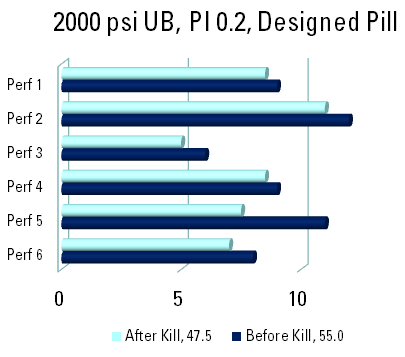 2000 psi UB, PI 0.2, Designed Pill
Perf 1
Perf 2
Perf 3
Perf 4
Perf 5
Perf 6
0 5 10
After Kill, 47.5 Before Kill, 55.0